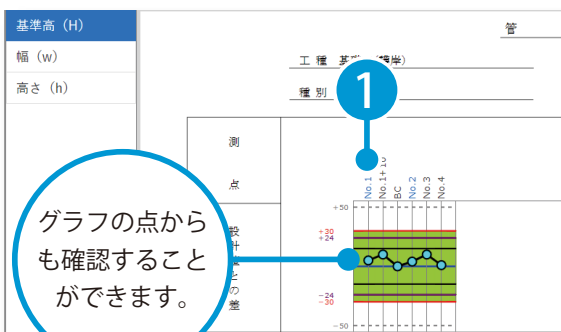 基準高（H）
幅（w）
高さ（h）
管
工 種
種 別
1
測
点
No.1
No.1+10
BC
No.2
No.3
No.4
設
差
+50
+30
+24
−24
−30
−50
グラフの点から
も確認すること
ができます。